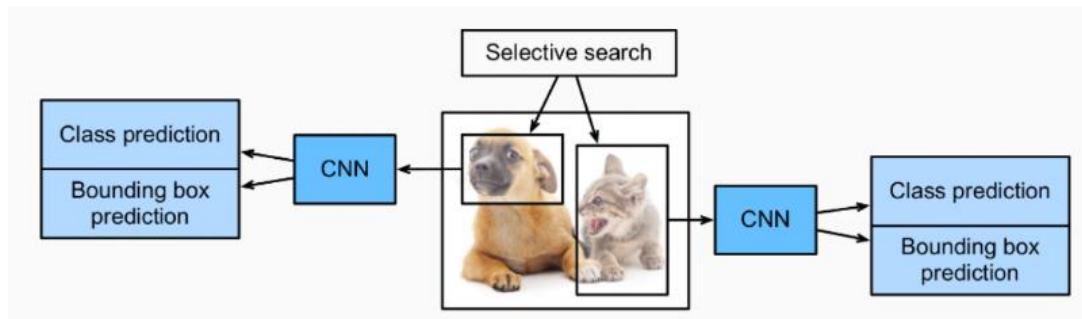 Selective search
Class prediction
Bounding box
prediction
CNN
CNN
Class prediction
Bounding box
prediction